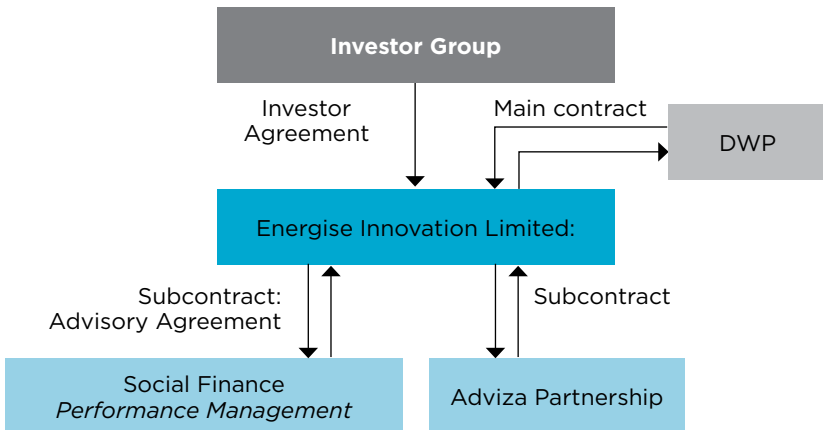 Investor Group
Investor
Agreement
Main contract
DWP
Energise Innovation Limited:
Subcontract:
Advisory Agreement
Subcontract
Social Finance
Performance Management
Adviza Partnership